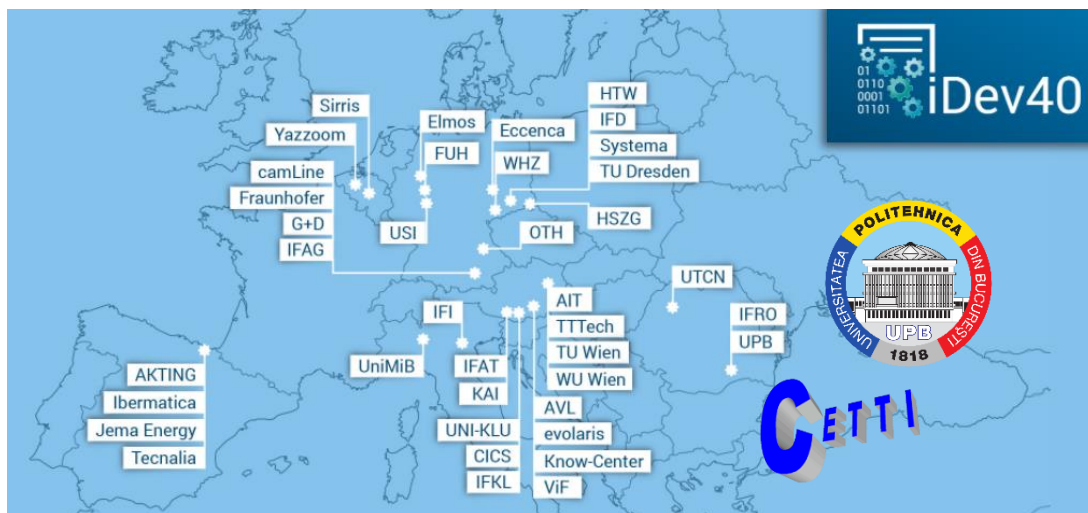 01
0110
0001
01101
iDev40
Sirris
Yazzoom
camLine
Fraunhofer
G+D
IFAG
Elmos
FUH
USI
Eccenca
WHZ
HTW
IFD
Systema
TU Dresden
HSZG
OTH
UTCN
IFRO
UPB
IFI
UniMiB
IFAT
KAI
UNI-KLU
CICS
IFKL
AIT
TTTech
TU Wien
WU Wien
AVL
evolaris
Know-Center
ViF
AKTING
Ibermatica
Jema Energy
Tecnalia
UNIVERSITATEA
POLITEHNICA
DIN BUCUREȘTI
UPB
1818
CETTI